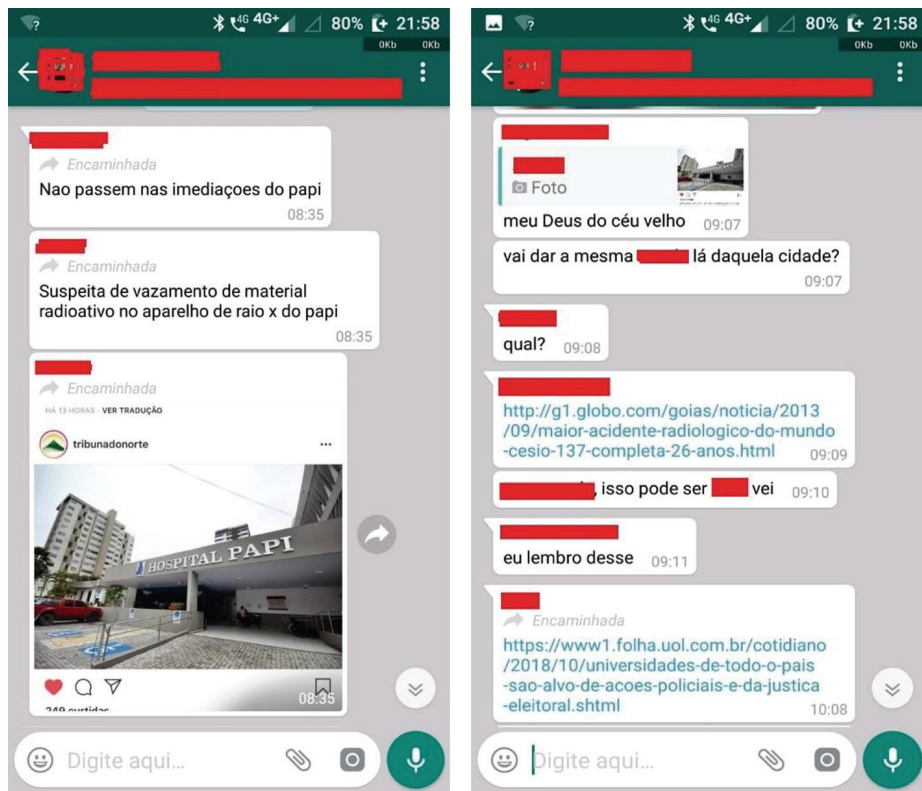 4G 4G+ 80% 21:58
0Kb 0Kb
Encaminhada
Nao passem nas imediaçoes do papi
08:35
Encaminhada
Suspeita de vazamento de material
radioativo no aparelho de raio x do papi
08:35
Encaminhada
HÁ 13 HORAS · VER TRADUÇÃO
tribunadonorte
HOSPITAL PAPI
08:35
249 curtidas
Digite aqui...
4G 4G+ 80% 21:58
0Kb 0Kb
Foto
meu Deus do céu velho 09:07
vai dar a mesma lá daquela cidade?
09:07
qual? 09:08
http://g1.globo.com/goias/noticia/2013
/09/maior-acidente-radiologico-do-mundo
-cesio-137-completa-26-anos.html 09:09
, isso pode ser vei 09:10
eu lembro desse 09:11
Encaminhada
https://www1.folha.uol.com.br/cotidiano
/2018/10/universidades-de-todo-o-pais
-sao-alvo-de-acoes-policiais-e-da-justica
-eleitoral.shtml 10:08
Digite aqui...